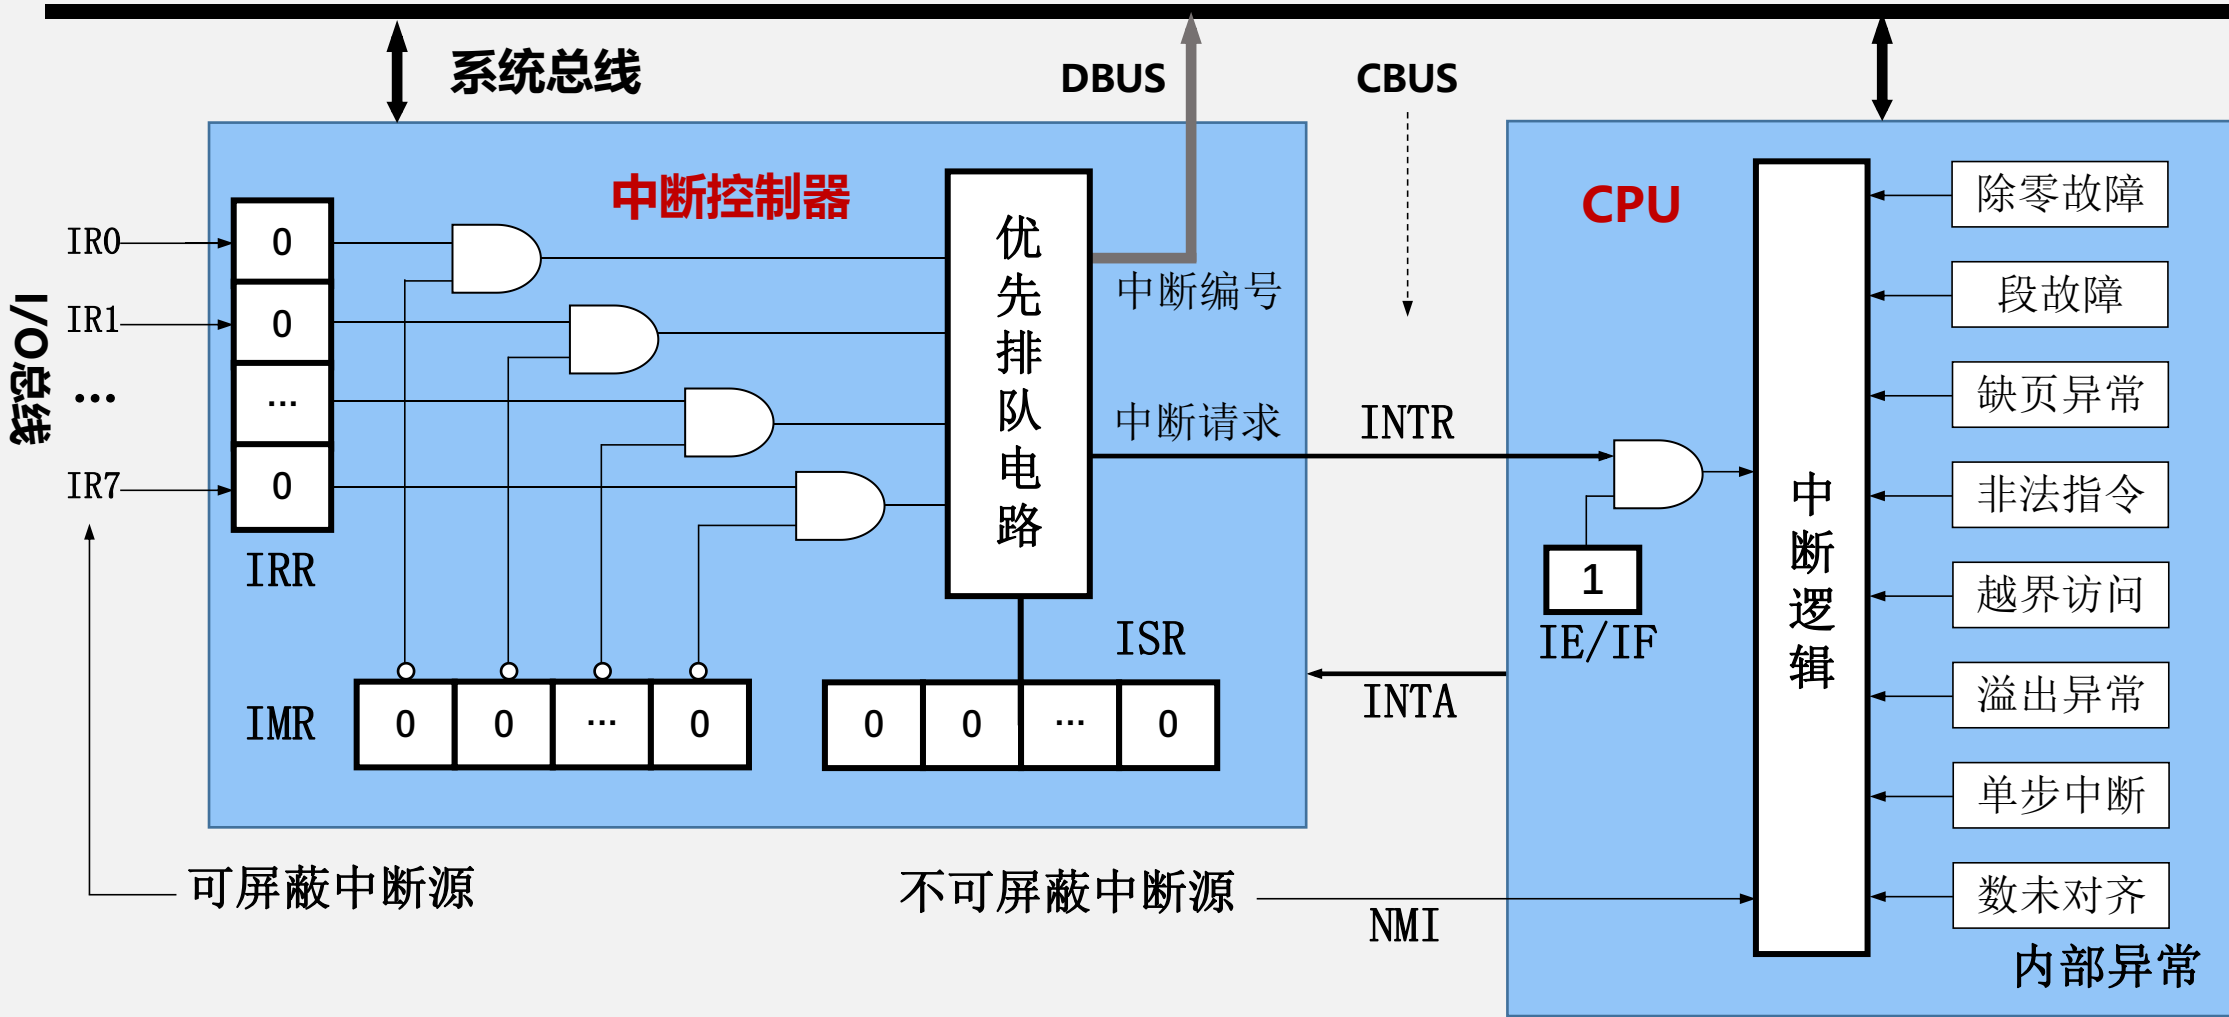 系统总线
DBUS
CBUS
中断控制器
CPU
I/O总线
IR0
IR1
...
IR7
0
0
...
0
IRR
优先排队电路
中断编号
中断请求
INTR
1
IE/IF
ISR
INTA
IMR
0 0 ... 0
0 0 ... 0
中断逻辑
除零故障
段故障
缺页异常
非法指令
越界访问
溢出异常
单步中断
数未对齐
内部异常
可屏蔽中断源
不可屏蔽中断源
NMI